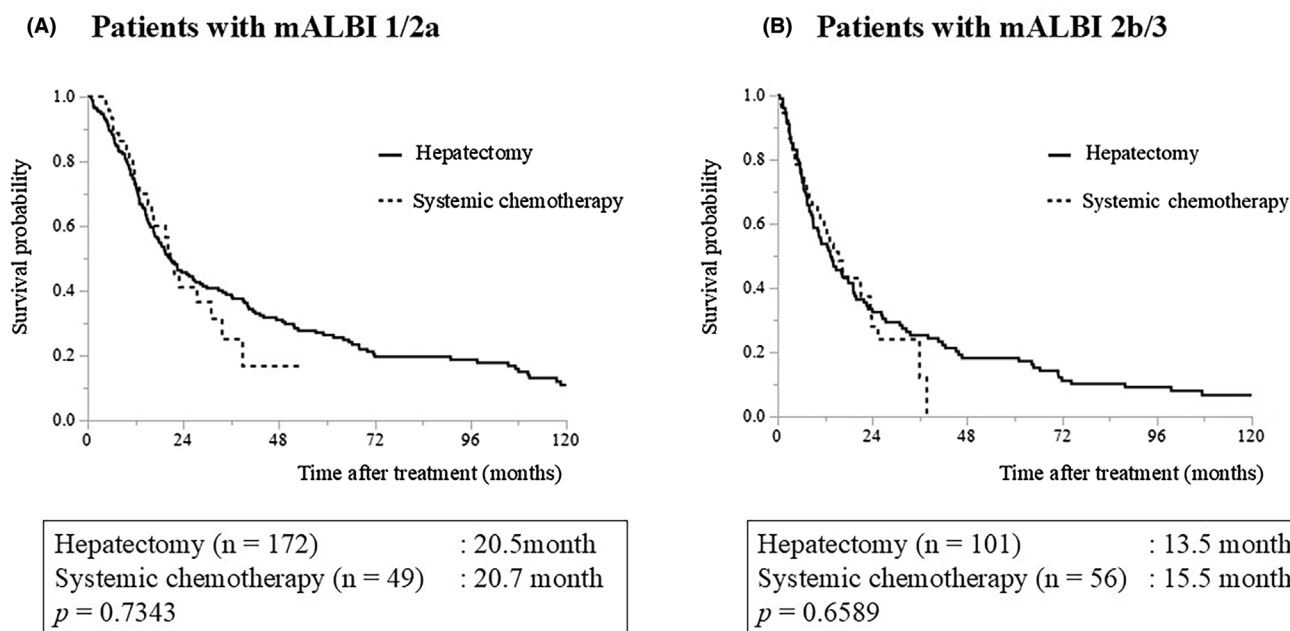 (A) Patients with mALBI 1/2a
1.0
0.8
0.6
0.4
0.2
0.0
Survival probability
Hepatectomy
Systemic chemotherapy
0 24 48 72 96 120
Time after treatment (months)
Hepatectomy (n = 172) : 20.5month
Systemic chemotherapy (n = 49) : 20.7 month
p = 0.7343
(B) Patients with mALBI 2b/3
1.0
0.8
0.6
0.4
0.2
0.0
Survival probability
Hepatectomy
Systemic chemotherapy
0 24 48 72 96 120
Time after treatment (months)
Hepatectomy (n = 101) : 13.5 month
Systemic chemotherapy (n = 56) : 15.5 month
p = 0.6589